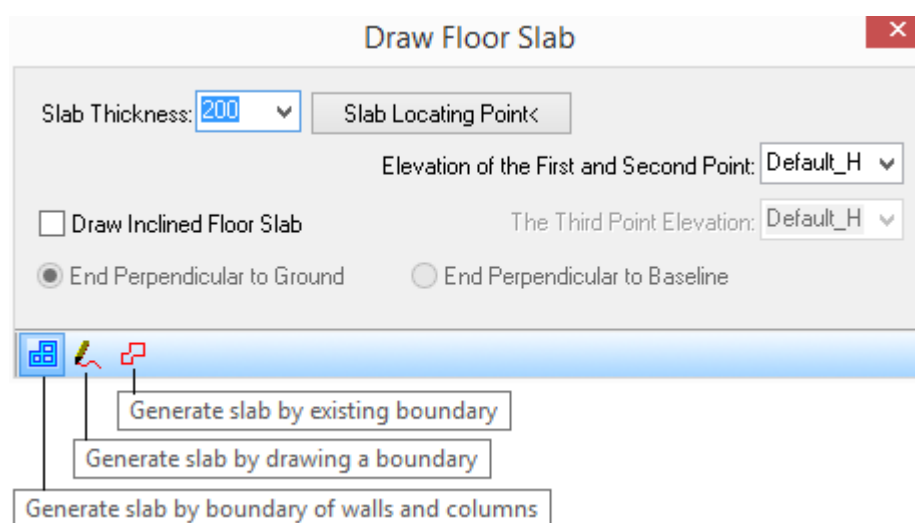 Draw Floor Slab
Slab Thickness: 200 Slab Locating Point<
Elevation of the First and Second Point: Default_H
Draw Inclined Floor Slab The Third Point Elevation: Default_H
End Perpendicular to Ground End Perpendicular to Baseline
Generate slab by existing boundary
Generate slab by drawing a boundary
Generate slab by boundary of walls and columns